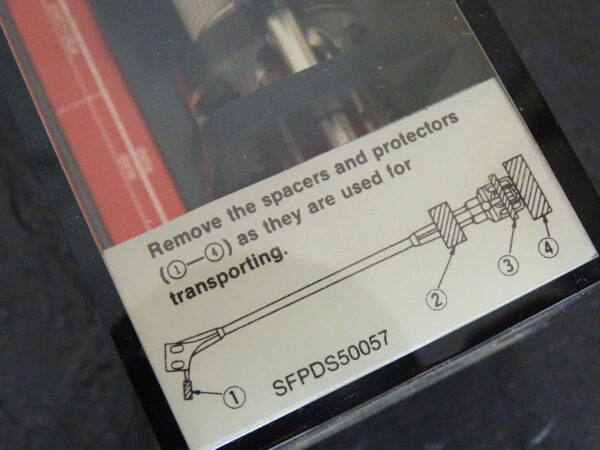 Remove the spacers and protectors
(①—④) as they are used for
transporting.
①
②
③
④
SFPDS50057